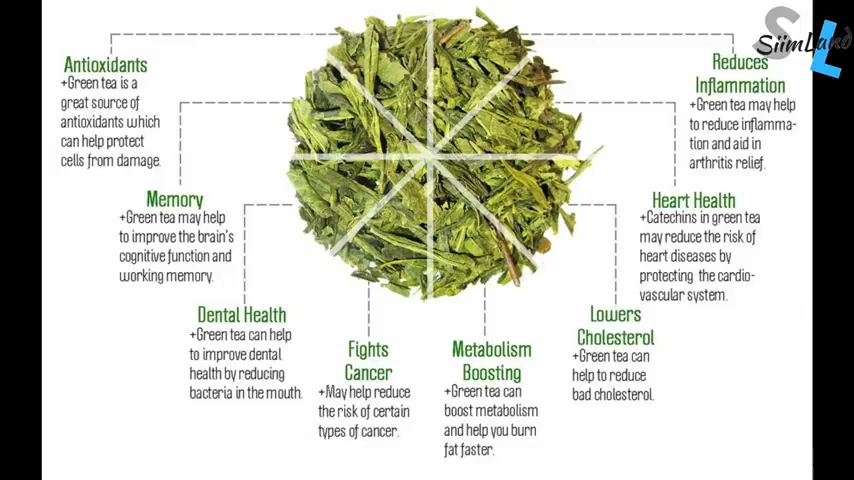 SL
SiimLand
Antioxidants
+Green tea is a
great source of
antioxidants which
can help protect
cells from damage.
Memory
+Green tea may help
to improve the brain's
cognitive function and
working memory.
Dental Health
+Green tea can help
to improve dental
health by reducing
bacteria in the mouth.
Fights
Cancer
+May help reduce
the risk of certain
types of cancer.
Metabolism
Boosting
+Green tea can
boost metabolism
and help you burn
fat faster.
Lowers
Cholesterol
+Green tea can
help to reduce
bad cholesterol.
Heart Health
+Catechins in green tea
may reduce the risk of
heart diseases by
protecting the cardio-
vascular system.
Reduces
Inflammation
+Green tea may help
to reduce inflamma-
tion and aid in
arthritis relief.